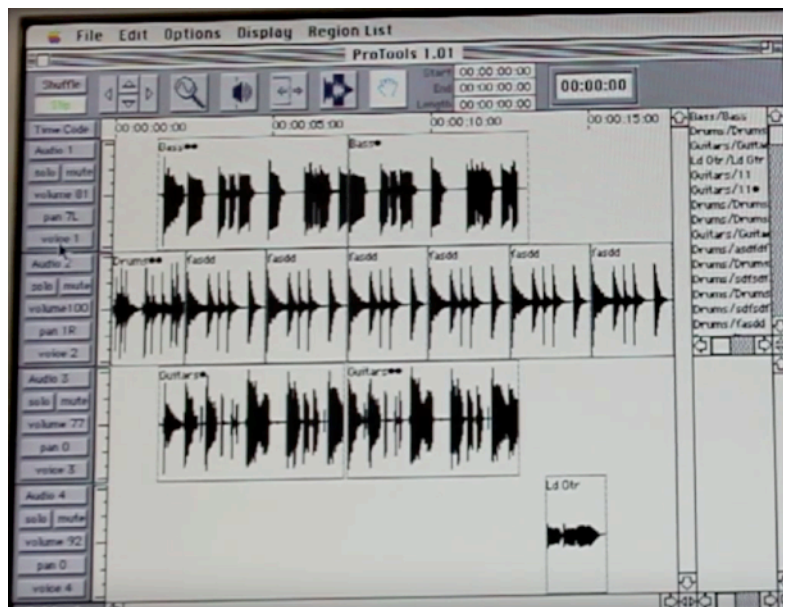 File Edit Options Display Region List
ProTools 1.01
Shuffle
Slip
Start 00:00:00:00
End 00:00:00:00
Length 00:00:00:00
00:00:00
Time Code 00:00:00:00 00:00:05:00 00:00:10:00 00:00:15:00
Audio 1
solo mute
volume 81
pan 7L
voice 1
Bass●● Bass●
Audio 2
solo mute
volume 100
pan 1R
voice 2
Drums●● fasdd fasdd fasdd fasdd fasdd fasdd
Audio 3
solo mute
volume 77
pan 0
voice 3
Guitars● Guitars●●
Audio 4
solo mute
volume 92
pan 0
voice 4
Ld Gtr
Bass/Bass
Drums/Drums
Guitars/Guitar
Ld Gtr/Ld Gtr
Guitars/11
Guitars/11●
Drums/Drums
Drums/Drums
Guitars/Guitar
Drums/asdfdf
Drums/Drums
Drums/sdfsdf
Drums/Drums
Drums/sdfsdf
Drums/fasdd